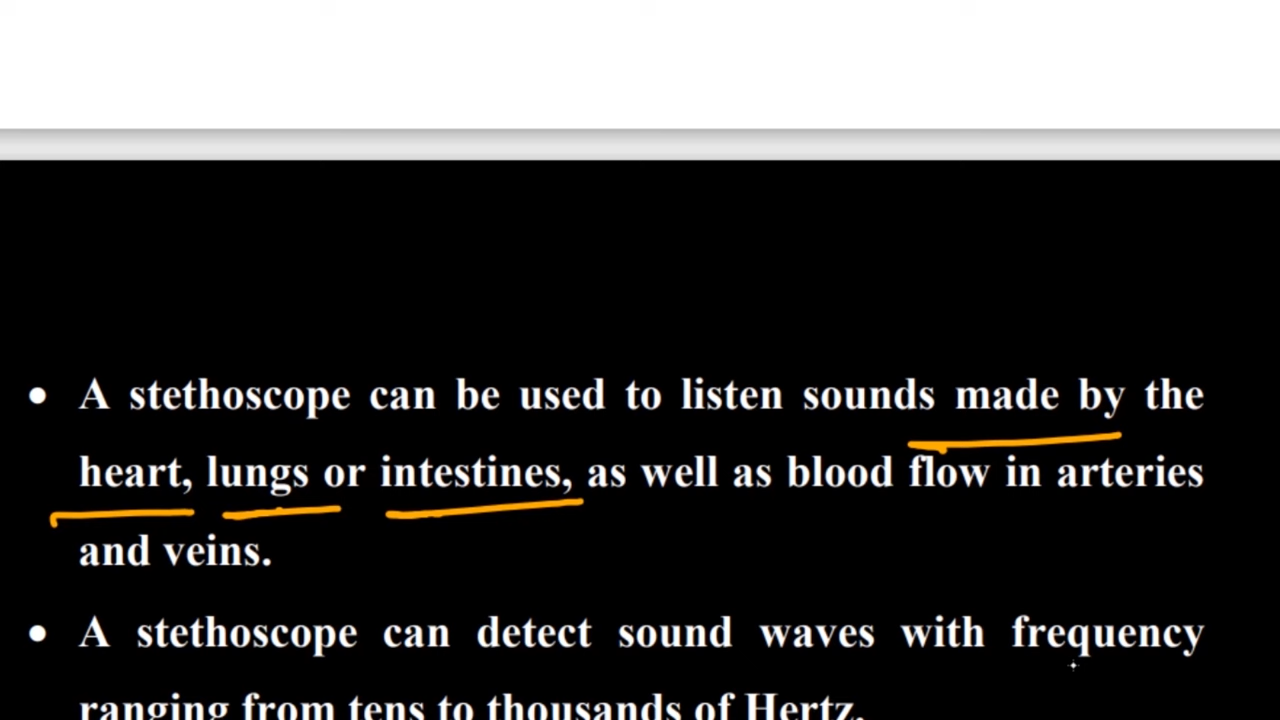 • A stethoscope can be used to listen sounds made by the
heart, lungs or intestines, as well as blood flow in arteries
and veins.
• A stethoscope can detect sound waves with frequency
ranging from tens to thousands of Hertz.